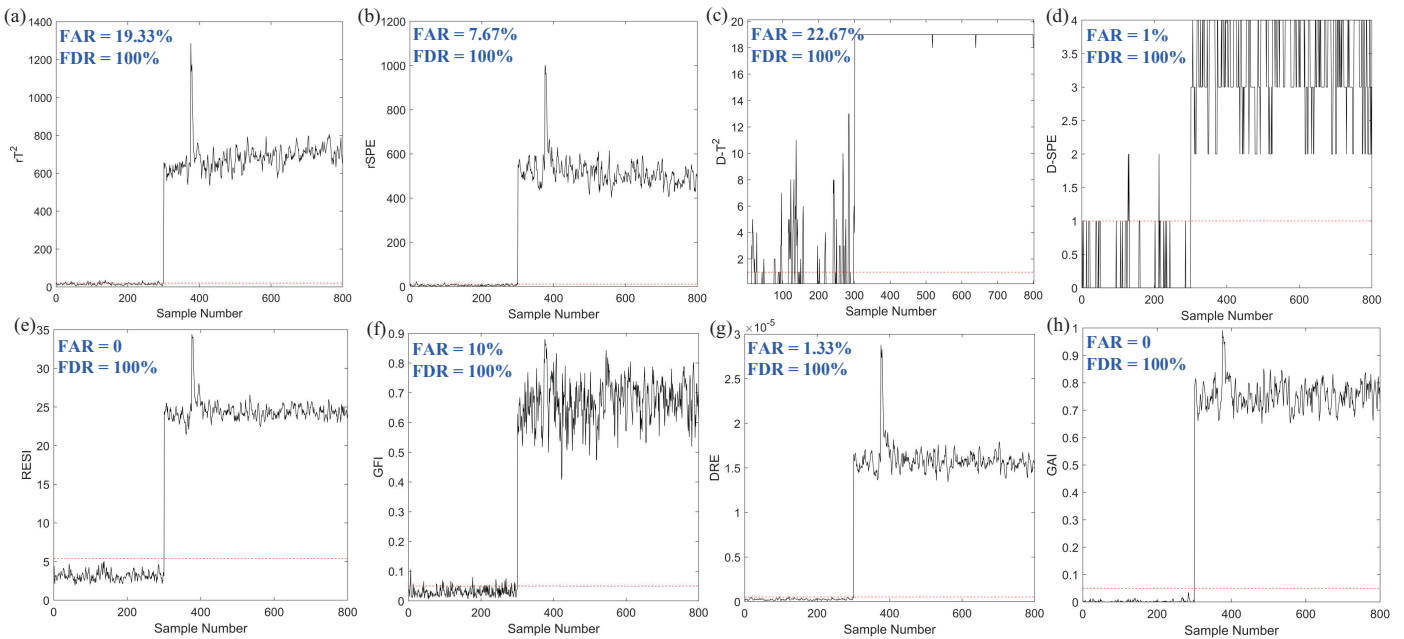 (a)
FAR = 19.33%
FDR = 100%
1400
1200
1000
800
600
400
200
0
rT²
0 200 400 600 800
Sample Number
(b)
FAR = 7.67%
FDR = 100%
1200
1000
800
600
400
200
0
rSPE
0 200 400 600 800
Sample Number
(c)
FAR = 22.67%
FDR = 100%
20
18
16
14
12
10
8
6
4
2
D-T²
100 200 300 400 500 600 700 800
Sample Number
(d)
FAR = 1%
FDR = 100%
4
3.5
3
2.5
2
1.5
1
0.5
0
D-SPE
0 200 400 600 800
Sample Number
(e)
FAR = 0
FDR = 100%
35
30
25
20
15
10
5
0
RESI
0 200 400 600 800
Sample Number
(f)
FAR = 10%
FDR = 100%
0.9
0.8
0.7
0.6
0.5
0.4
0.3
0.2
0.1
0
GFI
0 200 400 600 800
Sample Number
(g)
×10⁻⁵
FAR = 1.33%
FDR = 100%
3
2.5
2
1.5
1
0.5
0
DRE
0 200 400 600 800
Sample Number
(h)
FAR = 0
FDR = 100%
1
0.9
0.8
0.7
0.6
0.5
0.4
0.3
0.2
0.1
0
GAI
0 200 400 600 800
Sample Number